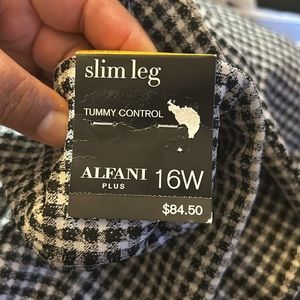 slim leg
TUMMY CONTROL
ALFANI
PLUS
16W
$84.50